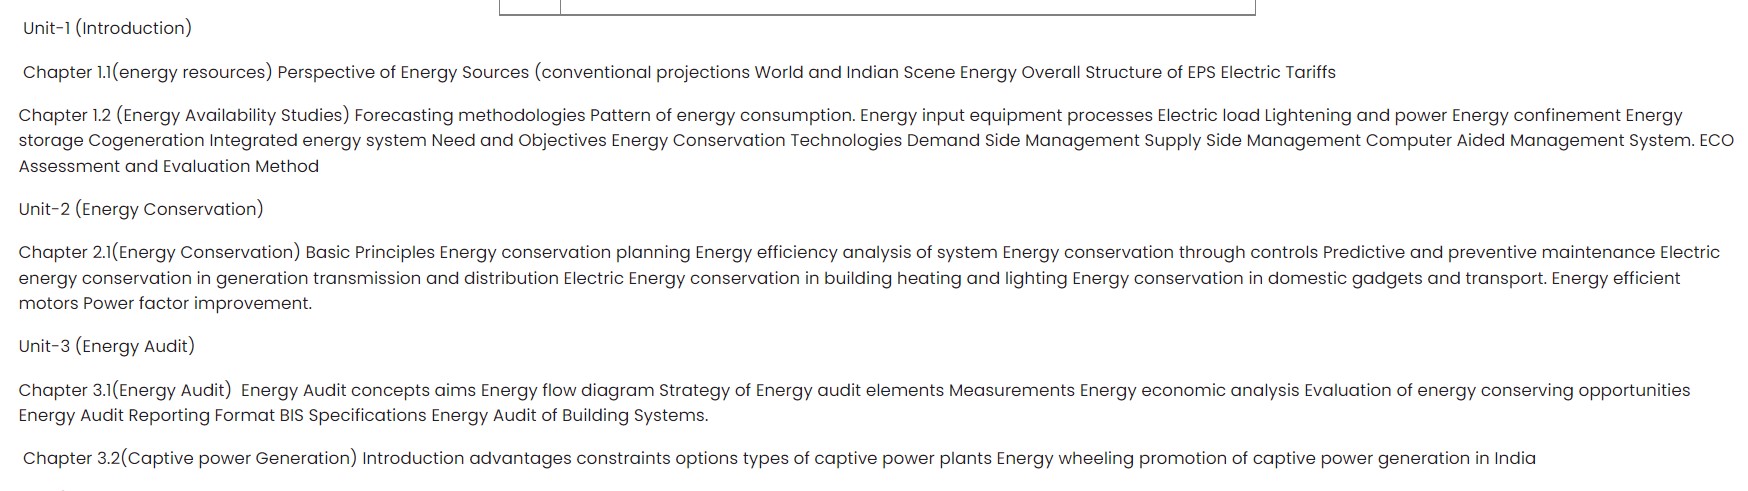 Unit-1 (Introduction)
Chapter 1.1(energy resources) Perspective of Energy Sources (conventional projections World and Indian Scene Energy Overall Structure of EPS Electric Tariffs
Chapter 1.2 (Energy Availability Studies) Forecasting methodologies Pattern of energy consumption. Energy input equipment processes Electric load Lightening and power Energy confinement Energy
storage Cogeneration Integrated energy system Need and Objectives Energy Conservation Technologies Demand Side Management Supply Side Management Computer Aided Management System. ECO
Assessment and Evaluation Method
Unit-2 (Energy Conservation)
Chapter 2.1(Energy Conservation) Basic Principles Energy conservation planning Energy efficiency analysis of system Energy conservation through controls Predictive and preventive maintenance Electric
energy conservation in generation transmission and distribution Electric Energy conservation in building heating and lighting Energy conservation in domestic gadgets and transport. Energy efficient
motors Power factor improvement.
Unit-3 (Energy Audit)
Chapter 3.1(Energy Audit)  Energy Audit concepts aims Energy flow diagram Strategy of Energy audit elements Measurements Energy economic analysis Evaluation of energy conserving opportunities
Energy Audit Reporting Format BIS Specifications Energy Audit of Building Systems.
Chapter 3.2(Captive power Generation) Introduction advantages constraints options types of captive power plants Energy wheeling promotion of captive power generation in India